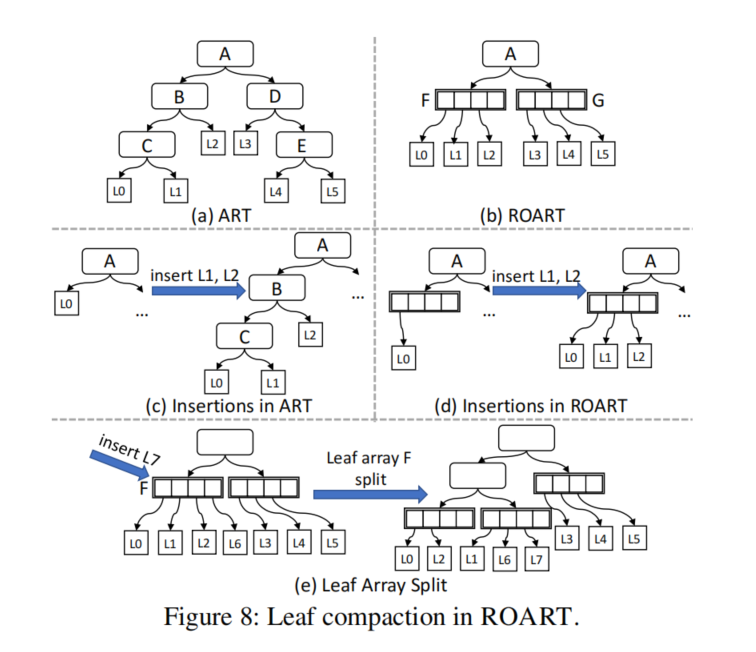 A
B
D
C
L2
L3
E
L0
L1
L4
L5
(a) ART
A
F
G
L0
L1
L2
L3
L4
L5
(b) ROART
A
insert L1, L2
L0
...
A
B
...
C
L2
L0
L1
(c) Insertions in ART
A
insert L1, L2
...
L0
A
...
L0
L1
L2
(d) Insertions in ROART
insert L7
F
L0
L1
L2
L6
L3
L4
L5
Leaf array F
split
L0
L2
L1
L6
L7
L3
L4
L5
(e) Leaf Array Split
Figure 8: Leaf compaction in ROART.